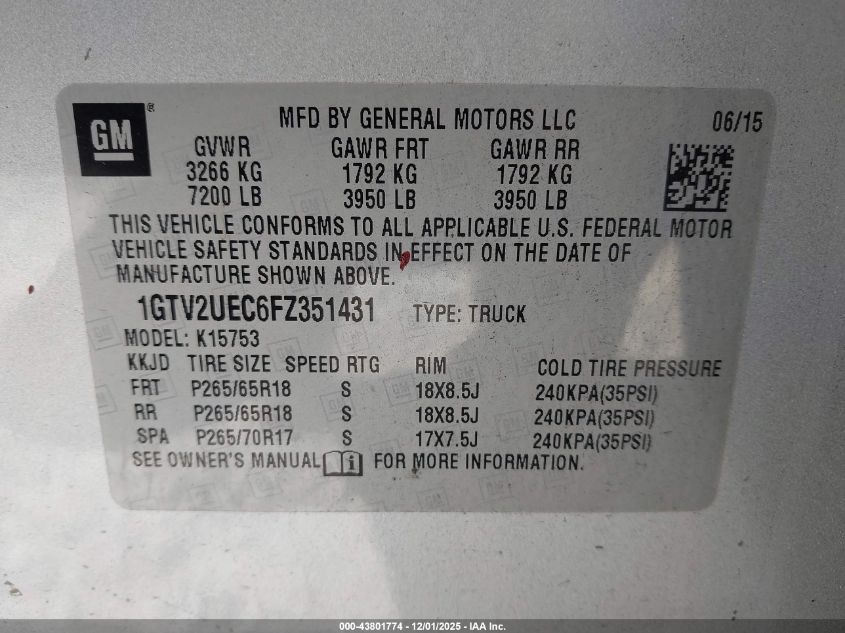 GM ®
MFD BY GENERAL MOTORS LLC 06/15
GVWR GAWR FRT GAWR RR
3266 KG 1792 KG 1792 KG
7200 LB 3950 LB 3950 LB
THIS VEHICLE CONFORMS TO ALL APPLICABLE U.S. FEDERAL MOTOR
VEHICLE SAFETY STANDARDS IN EFFECT ON THE DATE OF
MANUFACTURE SHOWN ABOVE.
1GTV2UEC6FZ351431 TYPE: TRUCK
MODEL: K15753
KKJD TIRE SIZE SPEED RTG RIM COLD TIRE PRESSURE
FRT P265/65R18 S 18X8.5J 240KPA(35PSI)
RR P265/65R18 S 18X8.5J 240KPA(35PSI)
SPA P265/70R17 S 17X7.5J 240KPA(35PSI)
SEE OWNER'S MANUAL i FOR MORE INFORMATION.
000-43801774 - 12/01/2025 - IAA Inc.